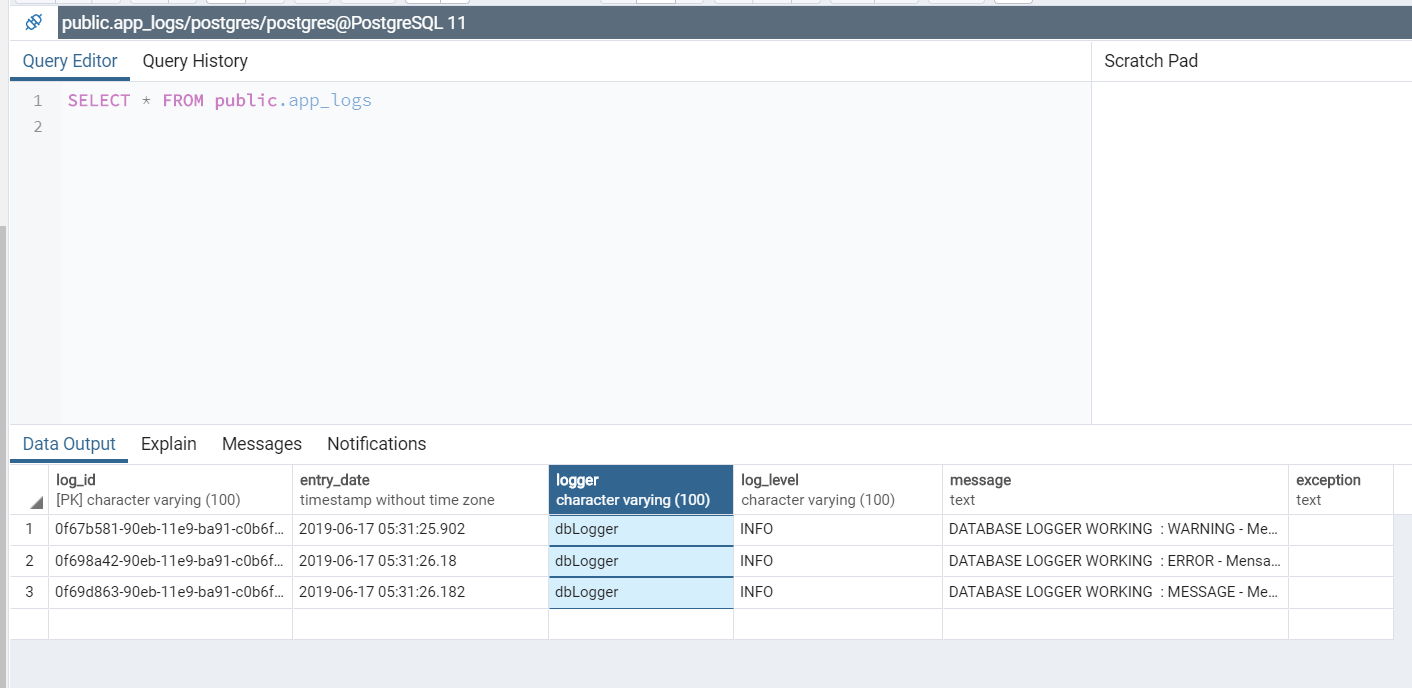 public.app_logs/postgres/postgres@PostgreSQL 11
Query Editor Query History Scratch Pad
1 SELECT * FROM public.app_logs
2
Data Output Explain Messages Notifications
log_id entry_date logger log_level message exception
[PK] character varying (100) timestamp without time zone character varying (100) character varying (100) text text
1 0f67b581-90eb-11e9-ba91-c0b6f... 2019-06-17 05:31:25.902 dbLogger INFO DATABASE LOGGER WORKING : WARNING - Me...
2 0f698a42-90eb-11e9-ba91-c0b6f... 2019-06-17 05:31:26.18 dbLogger INFO DATABASE LOGGER WORKING : ERROR - Mensa...
3 0f69d863-90eb-11e9-ba91-c0b6f... 2019-06-17 05:31:26.182 dbLogger INFO DATABASE LOGGER WORKING : MESSAGE - Me...